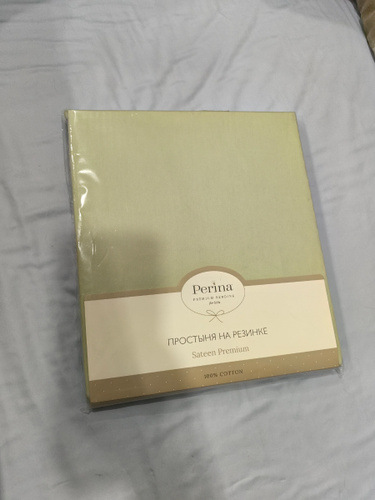 Perina
ПРОСТЫНЯ НА РЕЗИНКЕ
Sateen Premium
100% COTTON